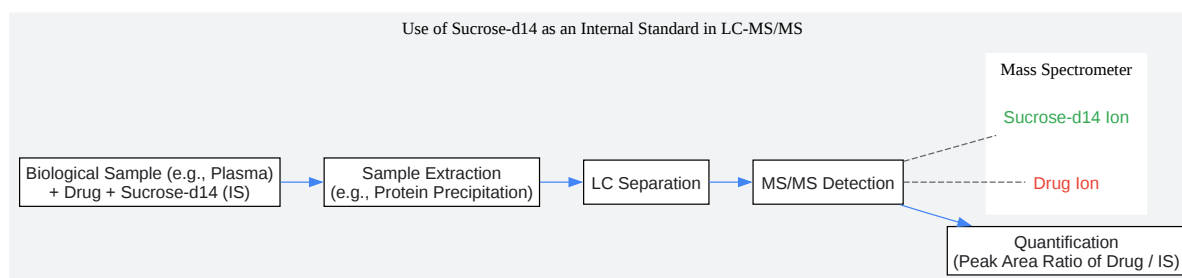 Use of Sucrose-d14 as an Internal Standard in LC-MS/MS
Mass Spectrometer
Sucrose-d14 Ion
Drug Ion
Biological Sample (e.g., Plasma)
+ Drug + Sucrose-d14 (IS)
Sample Extraction
(e.g., Protein Precipitation)
LC Separation
MS/MS Detection
Quantification
(Peak Area Ratio of Drug / IS)